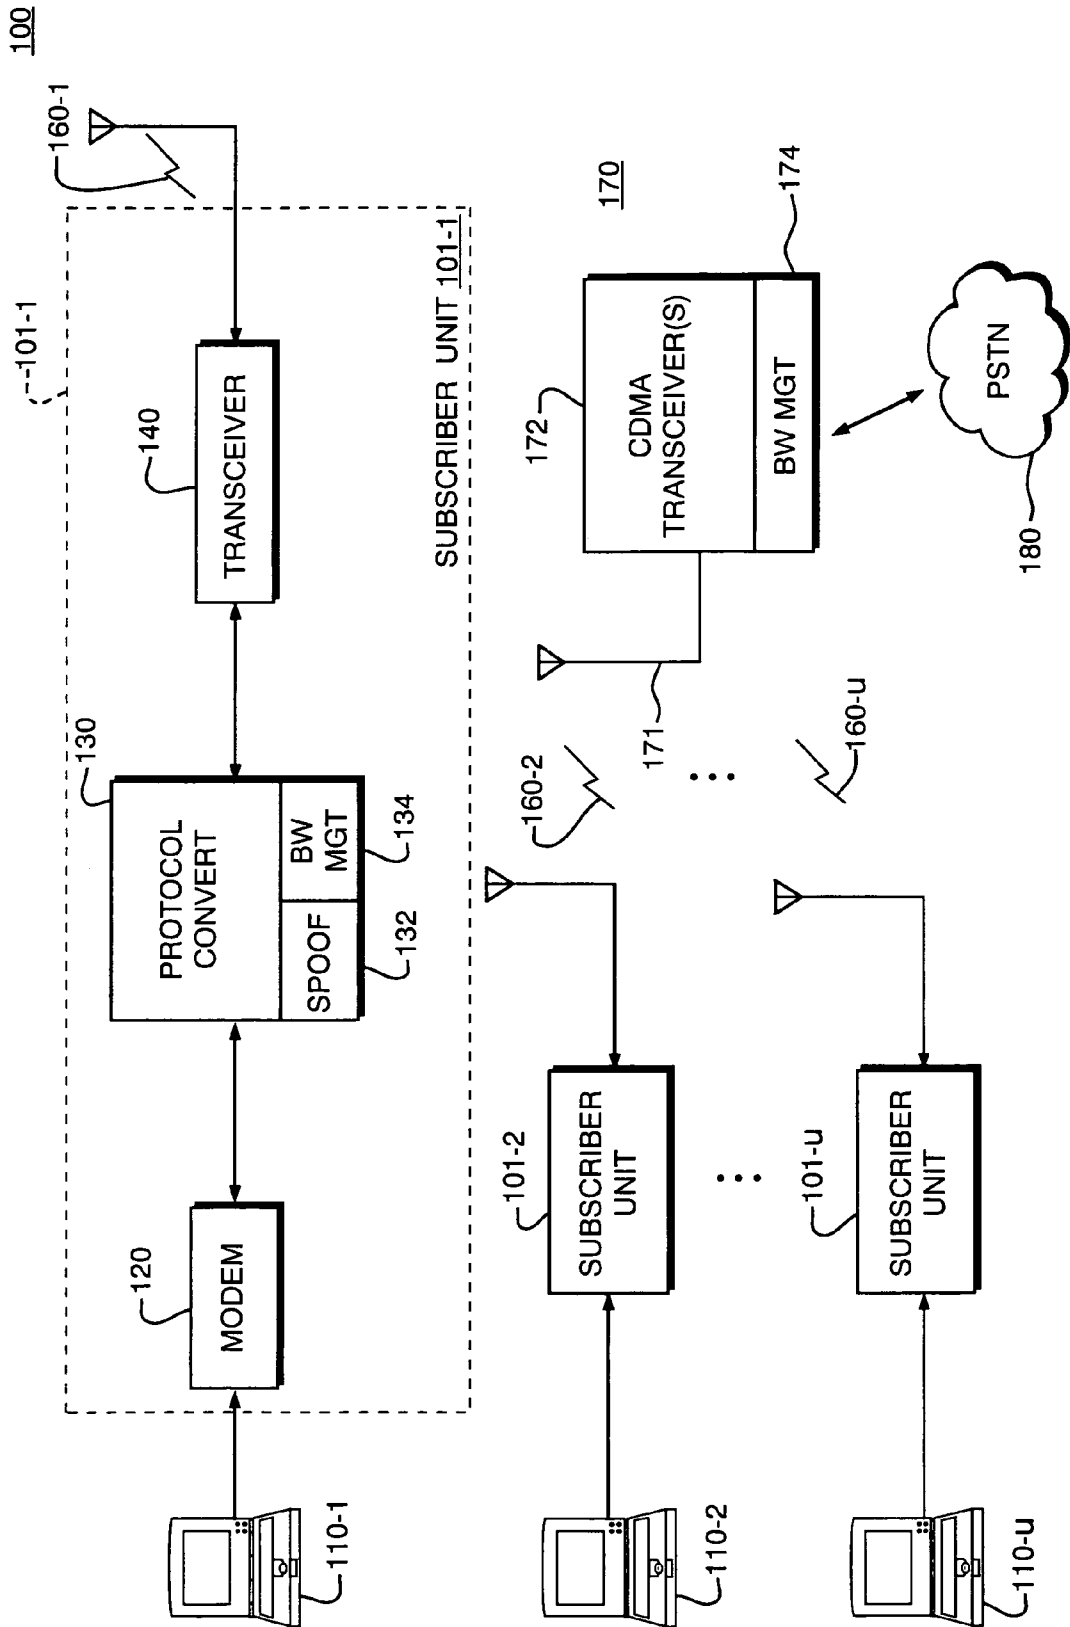 100
160-1
101-1
140
TRANSCEIVER
130
PROTOCOL
CONVERT
SPOOF
BW
MGT
132
134
120
MODEM
SUBSCRIBER UNIT 101-1
110-1
170
172
CDMA
TRANSCEIVER(S)
BW MGT
174
171
PSTN
180
160-2
...
160-u
101-2
SUBSCRIBER
UNIT
110-2
...
101-u
SUBSCRIBER
UNIT
110-u